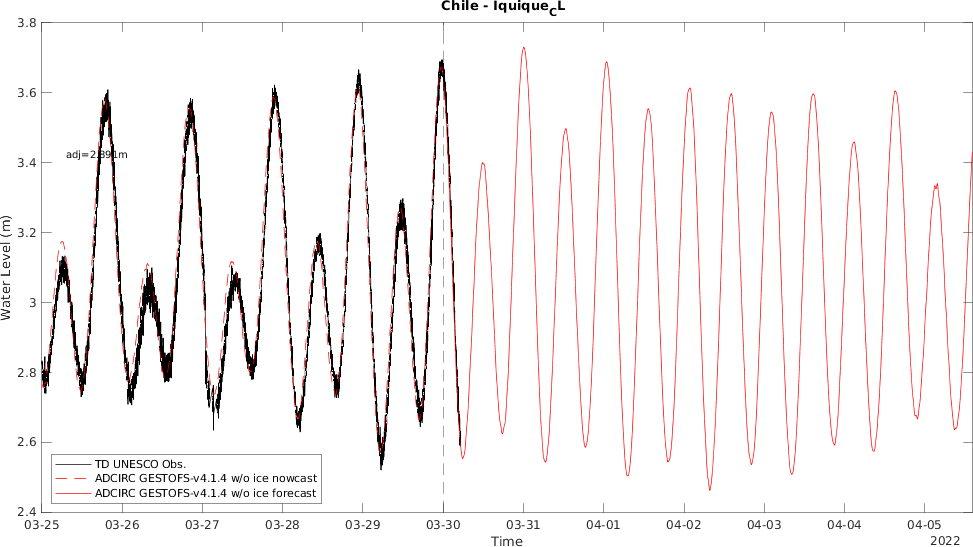 Chile - Iquique_CL
3.8
3.6
3.4
3.2
3
2.8
2.6
2.4
Water Level (m)
adj=2.891m
TD UNESCO Obs.
ADCIRC GESTOFS-v4.1.4 w/o ice nowcast
ADCIRC GESTOFS-v4.1.4 w/o ice forecast
03-25 03-26 03-27 03-28 03-29 03-30 03-31 04-01 04-02 04-03 04-04 04-05
Time
2022